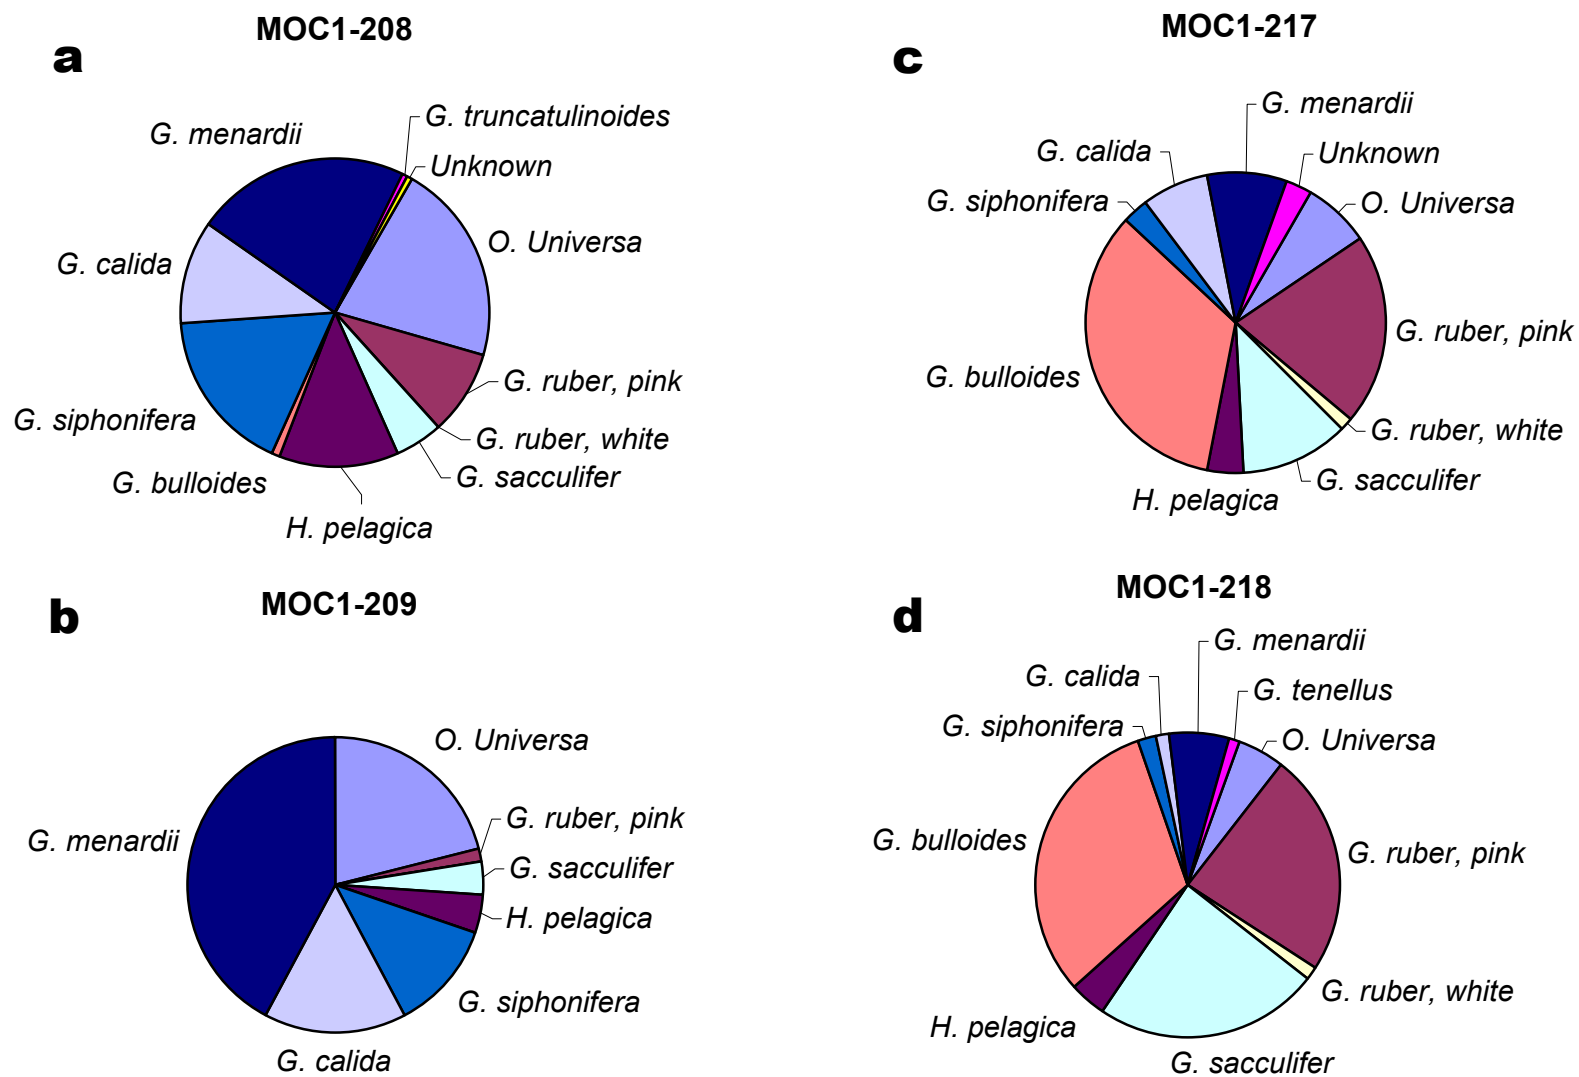 MOC1-208
a
G. menardii
G. truncatulinoides
Unknown
O. Universa
G. calida
G. ruber, pink
G. siphonifera
G. ruber, white
G. sacculifer
G. bulloides
H. pelagica
MOC1-217
c
G. menardii
G. calida
Unknown
G. siphonifera
O. Universa
G. ruber, pink
G. bulloides
G. ruber, white
G. sacculifer
H. pelagica
MOC1-209
b
O. Universa
G. ruber, pink
G. menardii
G. sacculifer
H. pelagica
G. siphonifera
G. calida
MOC1-218
d
G. menardii
G. calida
G. tenellus
G. siphonifera
O. Universa
G. bulloides
G. ruber, pink
G. ruber, white
H. pelagica
G. sacculifer